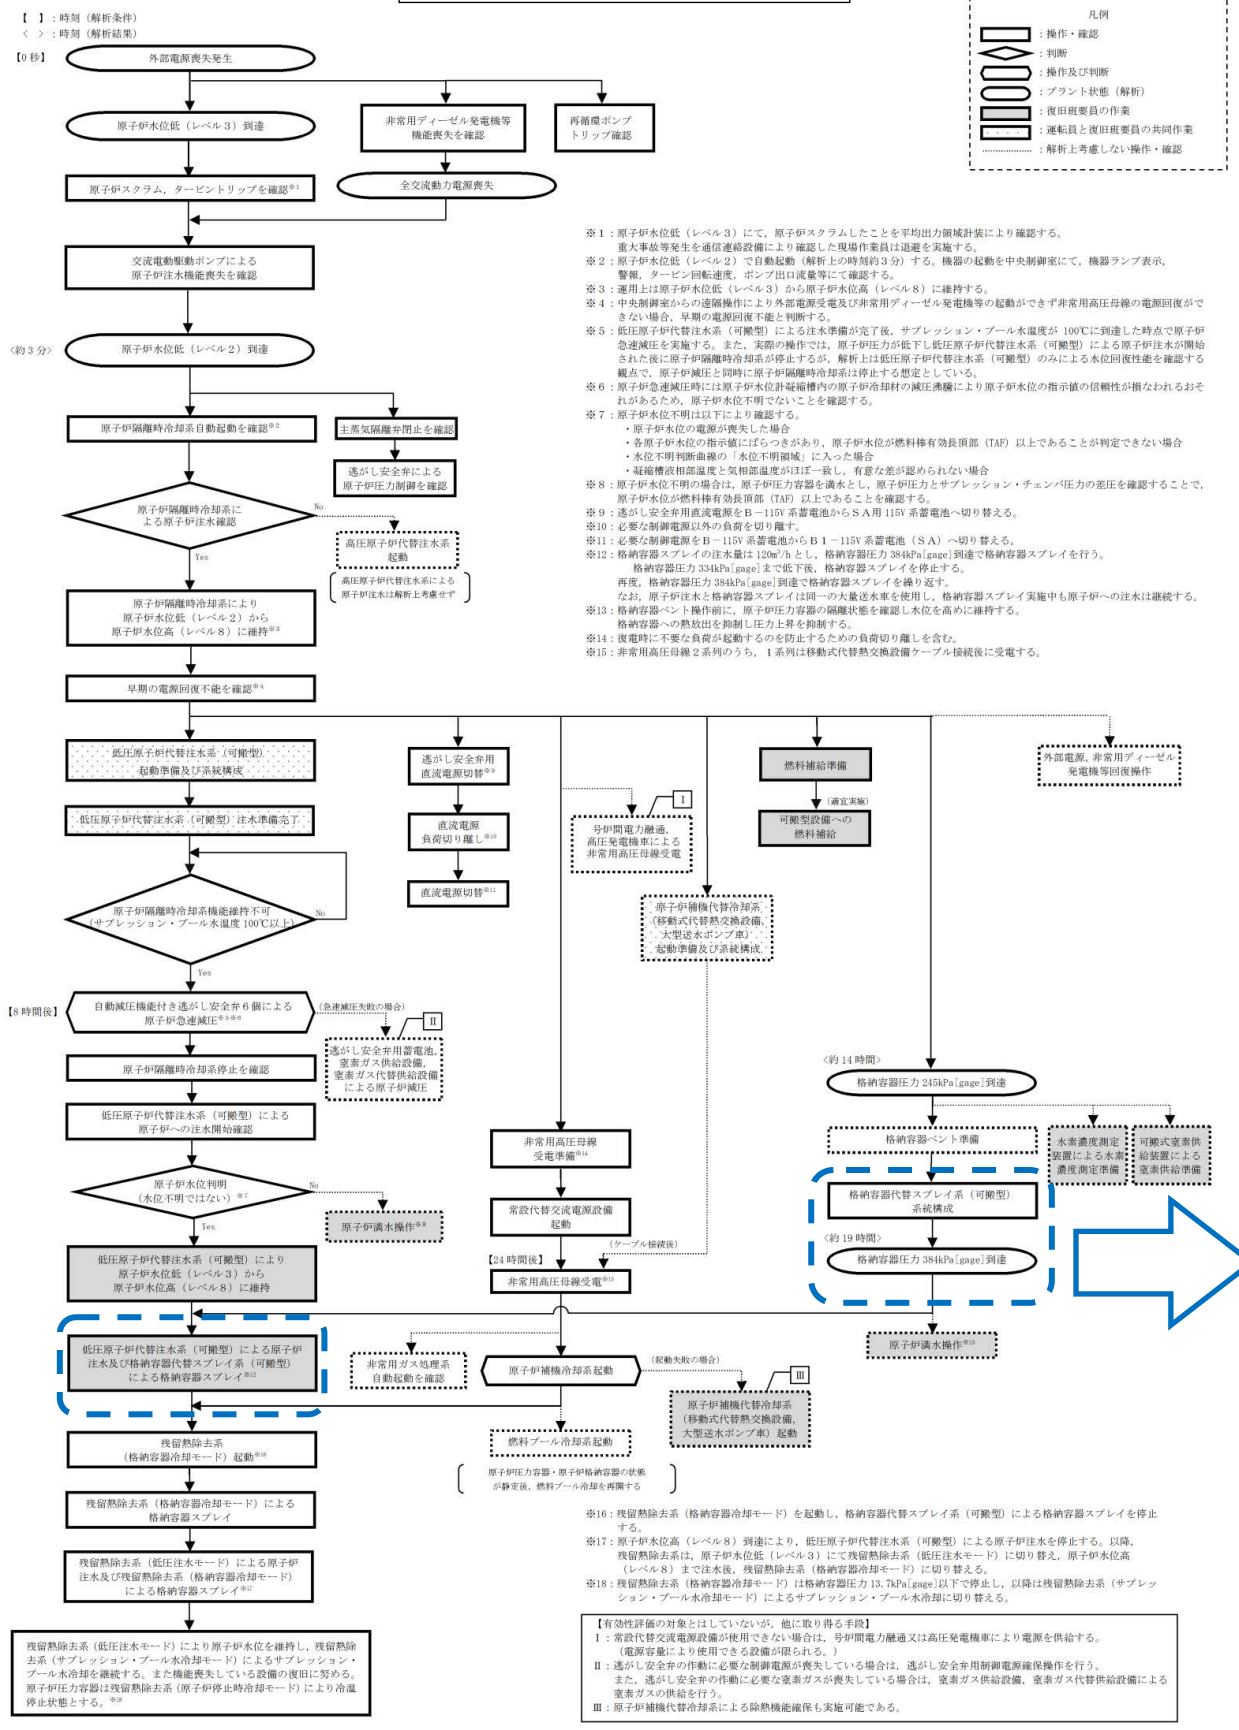 【　】：時刻（解析条件）
＜　＞：時刻（解析結果）
凡例
：操作・確認
：判断
：操作及び判断
：プラント状態（解析）
：復旧班要員の作業
：運転員と復旧班要員の共同作業
：解析上考慮しない操作・確認
【0秒】
外部電源喪失発生
原子炉水位低（レベル３）到達
非常用ディーゼル発電機等
機能喪失を確認
再循環ポンプ
トリップ確認
全交流動力電源喪失
原子炉スクラム，タービントリップを確認※1
交流電動駆動ポンプによる
原子炉注水機能喪失を確認
<約３分>
原子炉水位低（レベル２）到達
原子炉隔離時冷却系自動起動を確認※2
主蒸気隔離弁閉止を確認
逃がし安全弁による
原子炉圧力制御を確認
原子炉隔離時冷却系に
よる原子炉注水確認
No
Yes
高圧原子炉代替注水系
起動
高圧原子炉代替注水系による
原子炉注水は解析上考慮せず
原子炉隔離時冷却系により
原子炉水位低（レベル２）から
原子炉水位高（レベル８）に維持※3
早期の電源回復不能を確認※4
※１：原子炉水位低（レベル３）にて，原子炉スクラムしたことを平均出力領域計装により確認する。
重大事故等発生を通信連絡設備により確認した現場作業員は退避を実施する。
※２：原子炉水位低（レベル２）で自動起動（解析上の時刻約３分）する。機器の起動を中央制御室にて，機器ランプ表示，
警報，タービン回転速度，ポンプ出口流量等にて確認する。
※３：運用上は原子炉水位低（レベル３）から原子炉水位高（レベル８）に維持する。
※４：中央制御室からの遠隔操作により外部電源受電及び非常用ディーゼル発電機等の起動ができず非常用高圧母線の電源回復がで
きない場合，早期の電源回復不能と判断する。
※５：低圧原子炉代替注水系（可搬型）による注水準備が完了後，サプレッション・プール水温度が 100℃に到達した時点で原子炉
急速減圧を実施する。また，実際の操作では，原子炉圧力が低下し低圧原子炉代替注水系（可搬型）による原子炉注水が開始
された後に原子炉隔離時冷却系が停止するが，解析上は低圧原子炉代替注水系（可搬型）のみによる水位回復性能を確認する
観点で，原子炉減圧と同時に原子炉隔離時冷却系は停止する想定としている。
※６：原子炉急速減圧時には原子炉水位計凝縮槽内の原子炉冷却材の減圧沸騰により原子炉水位の指示値の信頼性が損なわれるおそ
れがあるため，原子炉水位不明でないことを確認する。
※７：原子炉水位不明は以下により確認する。
・原子炉水位の電源が喪失した場合
・各原子炉水位の指示値にばらつきがあり，原子炉水位が燃料棒有効長頂部（TAF）以上であることが判定できない場合
・水位不明判断曲線の「水位不明領域」に入った場合
・凝縮槽液相部温度と気相部温度がほぼ一致し，有意な差が認められない場合
※８：原子炉水位不明の場合は，原子炉圧力容器を満水とし，原子炉圧力とサプレッション・チェンバ圧力の差圧を確認することで，
原子炉水位が燃料棒有効長頂部（TAF）以上であることを確認する。
※９：逃がし安全弁用直流電源をＢ－115V 系蓄電池からＳＡ用 115V 系蓄電池へ切り替える。
※10：必要な制御電源以外の負荷を切り離す。
※11：必要な制御電源をＢ－115V 系蓄電池からＢ１－115V 系蓄電池（ＳＡ）へ切り替える。
※12：格納容器スプレイの注水量は 120m³/h とし，格納容器圧力 384kPa[gage]到達で格納容器スプレイを行う。
格納容器圧力 334kPa[gage]まで低下後，格納容器スプレイを停止する。
再度，格納容器圧力 384kPa[gage]到達で格納容器スプレイを繰り返す。
なお，原子炉注水と格納容器スプレイは同一の大量送水車を使用し，格納容器スプレイ実施中も原子炉への注水は継続する。
※13：格納容器ベント操作前に，原子炉圧力容器の隔離状態を確認し水位を高めに維持する。
格納容器への熱放出を抑制し圧力上昇を抑制する。
※14：復電時に不要な負荷が起動するのを防止するための負荷切り離しを含む。
※15：非常用高圧母線２系列のうち，１系列は移動式代替熱交換設備ケーブル接続後に受電する。
低圧原子炉代替注水系（可搬型）
起動準備及び系統構成
逃がし安全弁用
直流電源切替※9
燃料補給準備
外部電源，非常用ディーゼル
発電機等回復操作
低圧原子炉代替注水系（可搬型）注水準備完了
直流電源
負荷切り離し※10
Ⅰ
号炉間電力融通，
高圧発電機車による
非常用高圧母線受電
（適宜実施）
可搬型設備への
燃料補給
直流電源切替※11
原子炉隔離時冷却系機能維持不可
（サプレッション・プール水温度 100℃以上）
No
Yes
原子炉補機代替冷却系
（移動式代替熱交換設備，
大型送水ポンプ車）
起動準備及び系統構成
【8時間後】
自動減圧機能付き逃がし安全弁６個による
原子炉急速減圧※5※6
（急速減圧失敗の場合）
Ⅱ
逃がし安全弁用蓄電池，
窒素ガス供給設備，
窒素ガス代替供給設備
による原子炉減圧
原子炉隔離時冷却系停止を確認
低圧原子炉代替注水系（可搬型）による
原子炉への注水開始確認
<約14時間>
格納容器圧力 245kPa[gage]到達
非常用高圧母線
受電準備※14
格納容器ベント準備
水素濃度測定
装置による水素
濃度測定準備
可搬式窒素供
給装置による
窒素供給準備
原子炉水位判明
（水位不明ではない）※7
No
Yes
原子炉満水操作※8
常設代替交流電源設備
起動
格納容器代替スプレイ系（可搬型）
系統構成
<約19時間>
格納容器圧力 384kPa[gage]到達
低圧原子炉代替注水系（可搬型）により
原子炉水位低（レベル３）から
原子炉水位高（レベル８）に維持
（ケーブル接続後）
【24時間後】
非常用高圧母線受電※15
低圧原子炉代替注水系（可搬型）による原子炉
注水及び格納容器代替スプレイ系（可搬型）
による格納容器スプレイ※12
原子炉満水操作※13
非常用ガス処理系
自動起動を確認
原子炉補機冷却系起動
（起動失敗の場合）
Ⅲ
原子炉補機代替冷却系
（移動式代替熱交換設備，
大型送水ポンプ車）起動
残留熱除去系
（格納容器冷却モード）起動※16
燃料プール冷却系起動
原子炉圧力容器・原子炉格納容器の状態
が静定後，燃料プール冷却を再開する
残留熱除去系（格納容器冷却モード）による
格納容器スプレイ
残留熱除去系（低圧注水モード）による原子炉
注水及び残留熱除去系（格納容器冷却モード）
による格納容器スプレイ※17
残留熱除去系（低圧注水モード）により原子炉水位を維持し，残留熱除
去系（サプレッション・プール水冷却モード）によるサプレッション・
プール水冷却を継続する。また機能喪失している設備の復旧に努める。
原子炉圧力容器は残留熱除去系（原子炉停止時冷却モード）により冷温
停止状態とする。※18
※16：残留熱除去系（格納容器冷却モード）を起動し，格納容器代替スプレイ系（可搬型）による格納容器スプレイを停止
する。
※17：原子炉水位高（レベル８）到達により，低圧原子炉代替注水系（可搬型）による原子炉注水を停止する。以降，
残留熱除去系は，原子炉水位低（レベル３）にて残留熱除去系（低圧注水モード）に切り替え，原子炉水位高
（レベル８）まで注水後，残留熱除去系（格納容器冷却モード）に切り替える。
※18：残留熱除去系（格納容器冷却モード）は格納容器圧力 13.7kPa[gage]以下で停止し，以降は残留熱除去系（サプレッ
ション・プール水冷却モード）によるサプレッション・プール水冷却に切り替える。
【有効性評価の対象とはしていないが，他に取り得る手段】
Ⅰ：常設代替交流電源設備が使用できない場合は，号炉間電力融通又は高圧発電機車により電源を供給する。
（電源容量により使用できる設備が限られる。）
Ⅱ：逃がし安全弁の作動に必要な制御電源が喪失している場合は，逃がし安全弁用制御電源確保操作を行う。
また，逃がし安全弁の作動に必要な窒素ガスが喪失している場合は，窒素ガス供給設備，窒素ガス代替供給設備による
窒素ガスの供給を行う。
Ⅲ：原子炉補機代替冷却系による除熱機能確保も実施可能である。